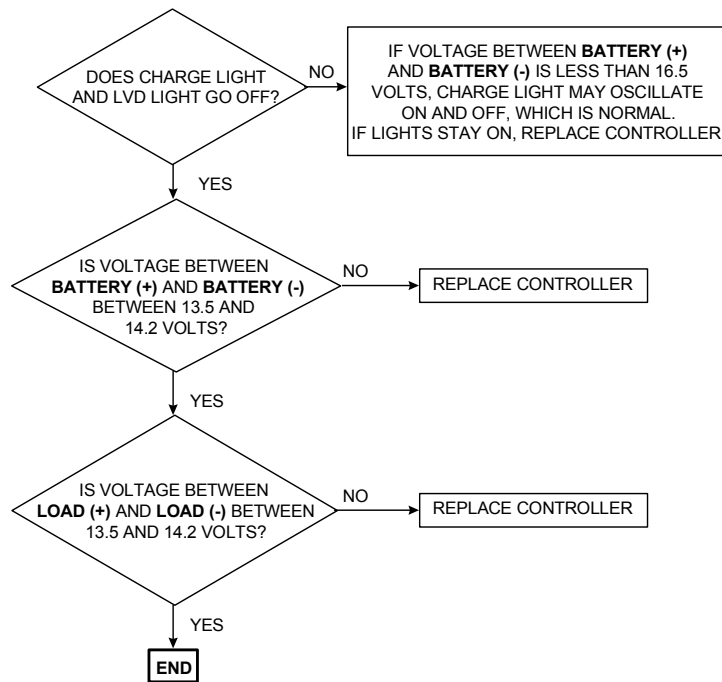 DOES CHARGE LIGHT
AND LVD LIGHT GO OFF?
NO
IF VOLTAGE BETWEEN BATTERY (+)
AND BATTERY (-) IS LESS THAN 16.5
VOLTS, CHARGE LIGHT MAY OSCILLATE
ON AND OFF, WHICH IS NORMAL.
IF LIGHTS STAY ON, REPLACE CONTROLLER
YES
IS VOLTAGE BETWEEN
BATTERY (+) AND BATTERY (-)
BETWEEN 13.5 AND
14.2 VOLTS?
NO
REPLACE CONTROLLER
YES
IS VOLTAGE BETWEEN
LOAD (+) AND LOAD (-) BETWEEN
13.5 AND 14.2 VOLTS?
NO
REPLACE CONTROLLER
YES
END